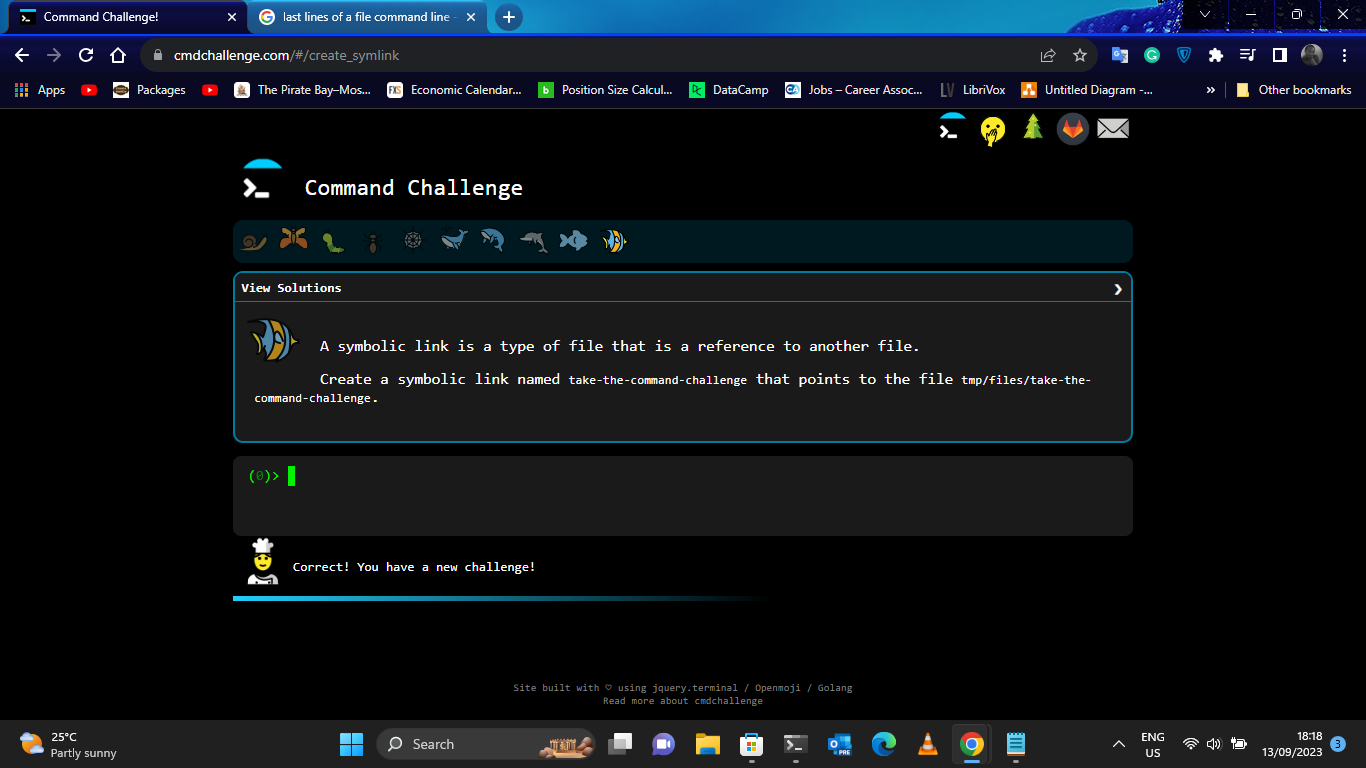 Command Challenge!
last lines of a file command line -
cmdchallenge.com/#/create_symlink
Apps
Packages
The Pirate Bay–Mos...
FXS
Economic Calendar...
b
Position Size Calcul...
DataCamp
CA
Jobs – Career Assoc...
LV
LibriVox
Untitled Diagram -...
»
Other bookmarks
Command Challenge
View Solutions
A symbolic link is a type of file that is a reference to another file.
Create a symbolic link named take-the-command-challenge that points to the file tmp/files/take-the-
command-challenge.
(0)>
Correct! You have a new challenge!
Site built with ♡ using jquery.terminal / Openmoji / Golang
Read more about cmdchallenge
25°C
Partly sunny
Search
PRE
ENG
US
18:18
13/09/2023
3